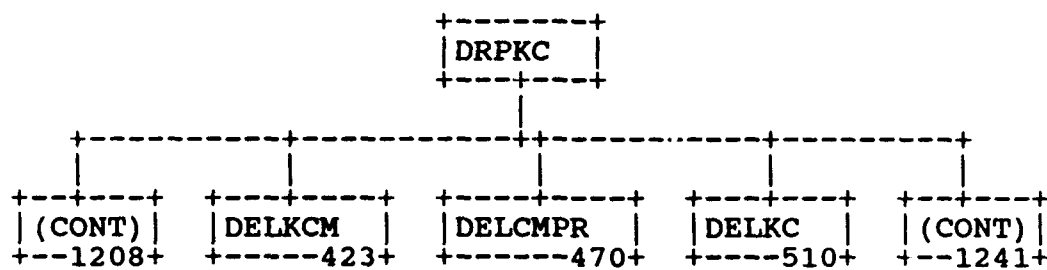 DRPKC
(CONT) DELKCM DELCMPR DELKC (CONT)
1208 423 470 510 1241